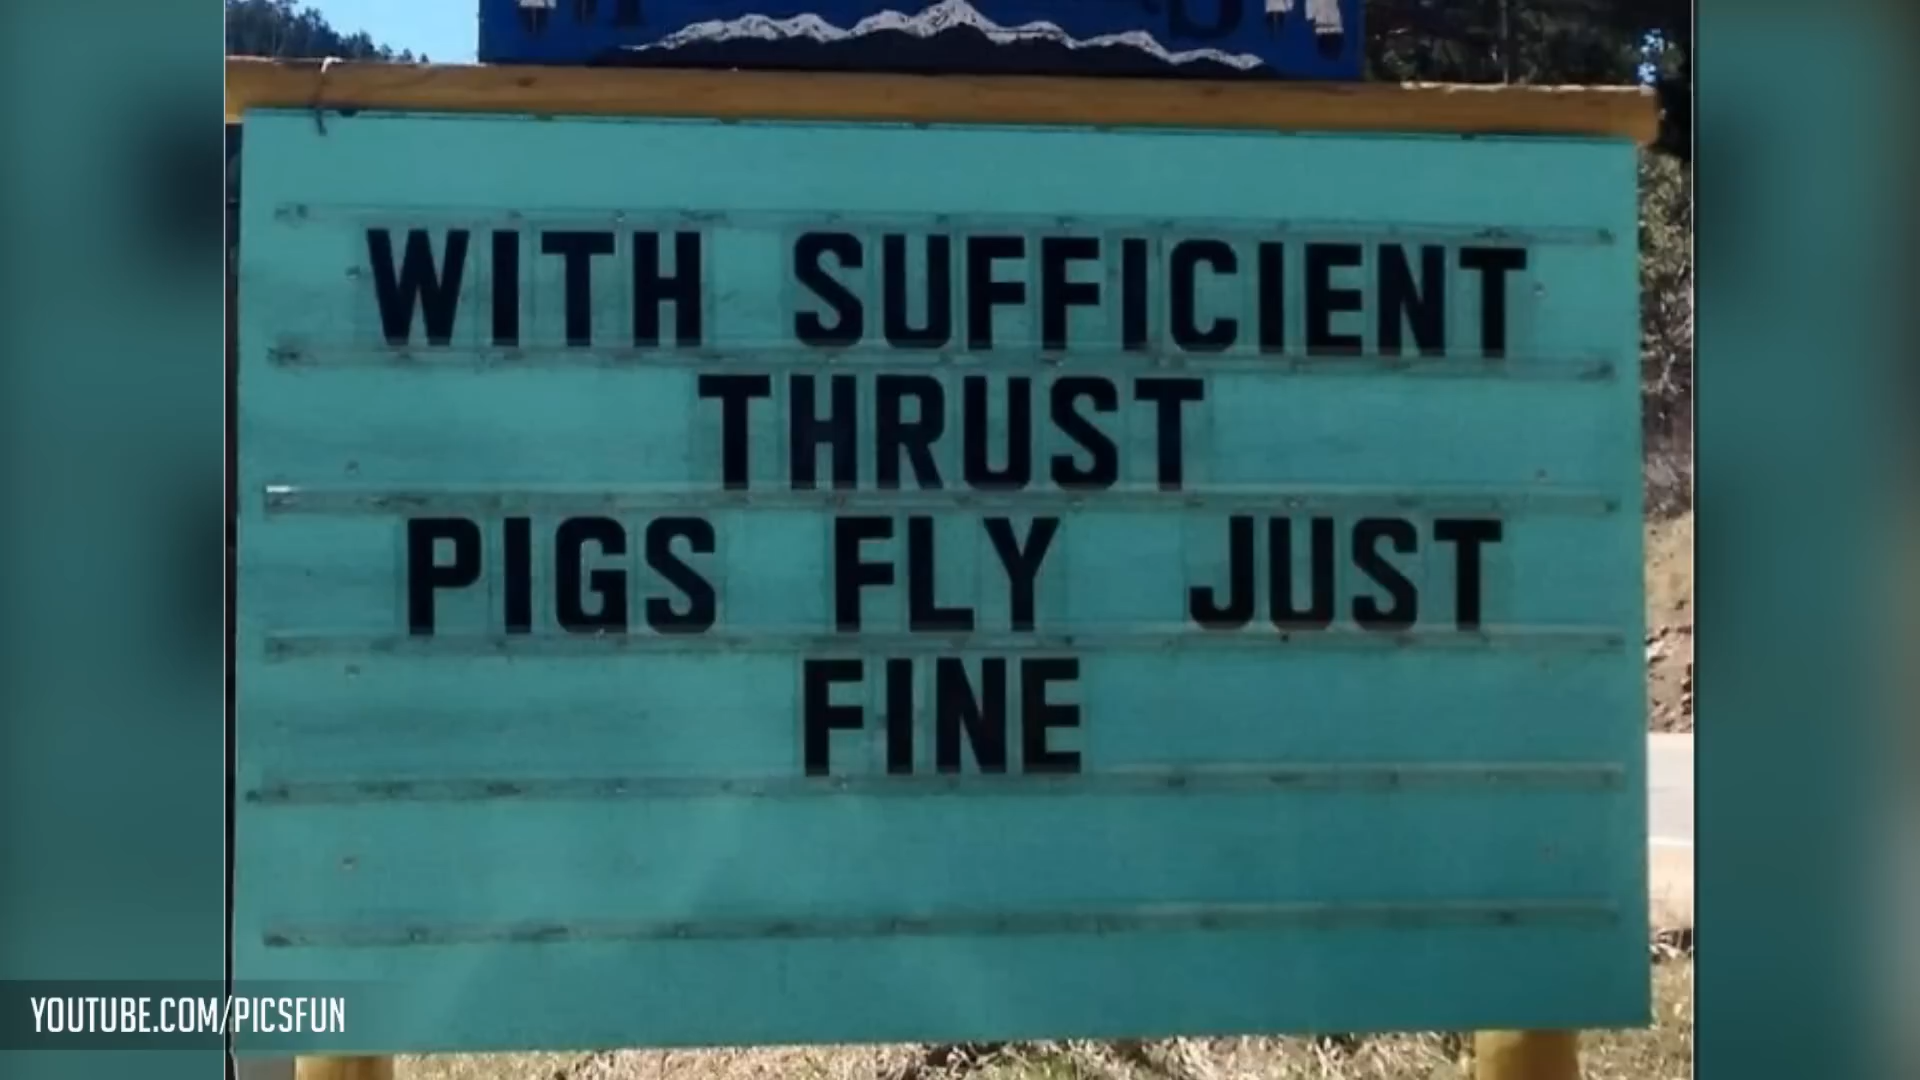 WITH SUFFICIENT
THRUST
PIGS FLY JUST
FINE
YOUTUBE.COM/PICSFUN